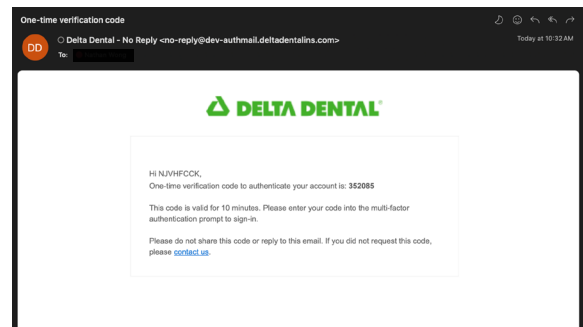 One-time verification code
DD
Delta Dental - No Reply <no-reply@dev-authmail.deltadentalins.com>
Today at 10:32 AM
To:
DELTA DENTAL®
Hi NJVHFCCK,
One-time verification code to authenticate your account is: 352085
This code is valid for 10 minutes. Please enter your code into the multi-factor
authentication prompt to sign-in.
Please do not share this code or reply to this email. If you did not request this code,
please contact us.